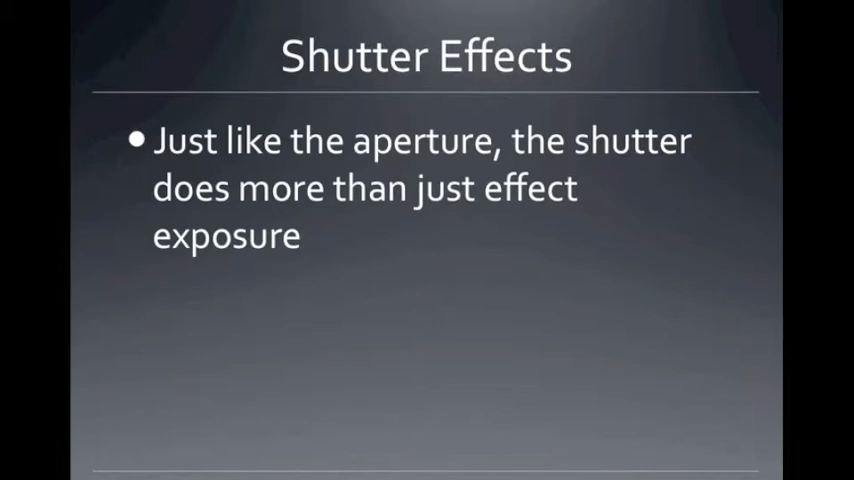 Shutter Effects
• Just like the aperture, the shutter
does more than just effect
exposure